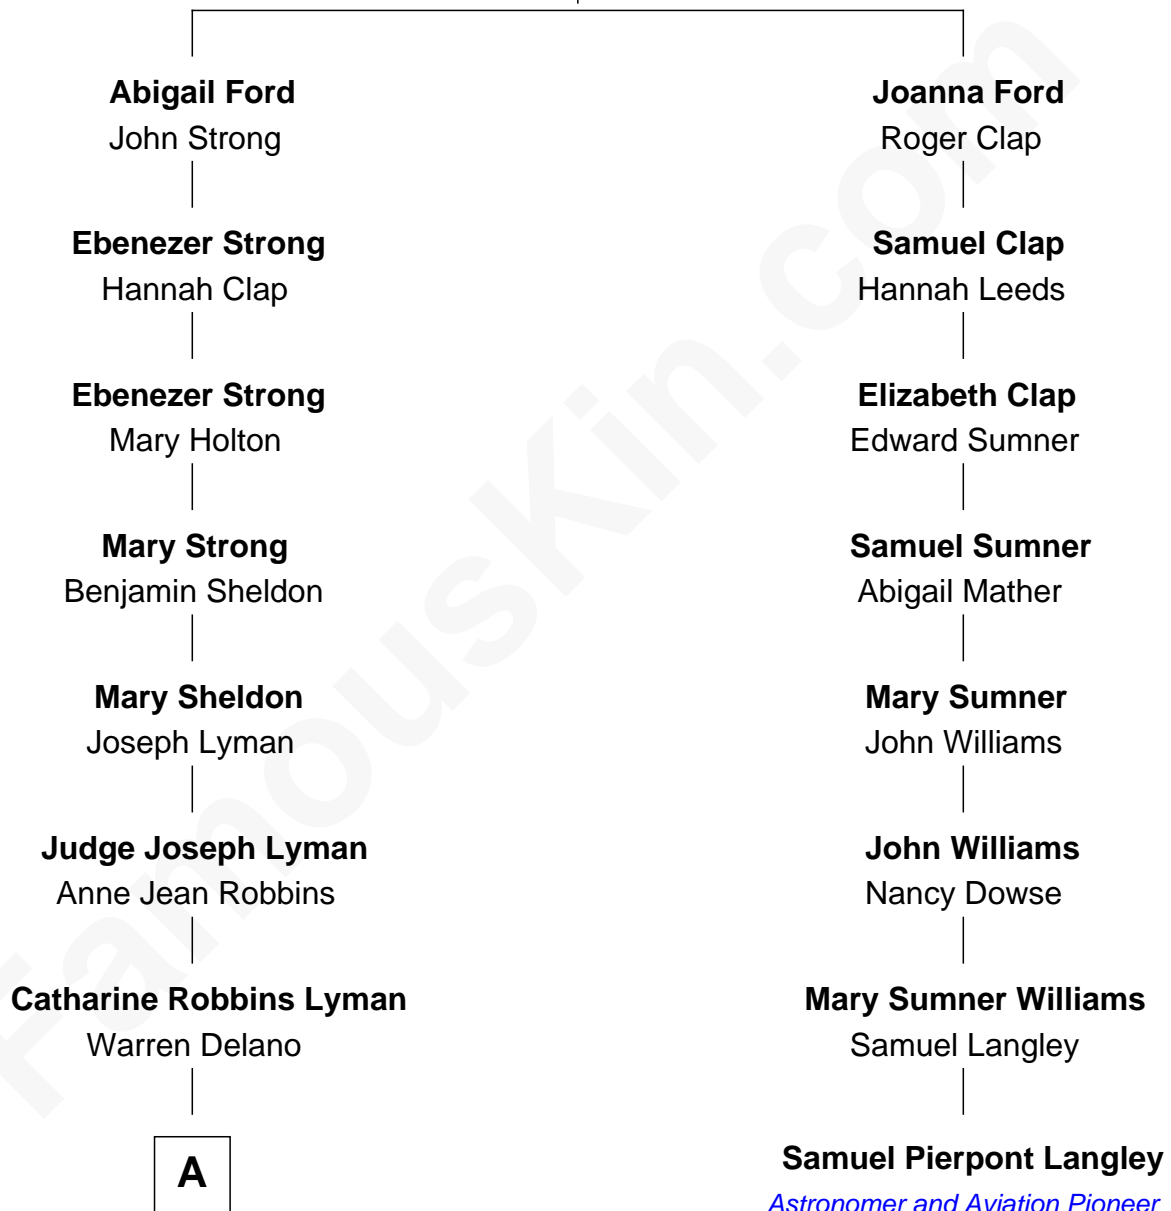 Abigail Ford
John Strong
Joanna Ford
Roger Clap
Ebenezer Strong
Hannah Clap
Samuel Clap
Hannah Leeds
Ebenezer Strong
Mary Holton
Elizabeth Clap
Edward Sumner
Mary Strong
Benjamin Sheldon
Samuel Sumner
Abigail Mather
Mary Sheldon
Joseph Lyman
Mary Sumner
John Williams
Judge Joseph Lyman
Anne Jean Robbins
John Williams
Nancy Dowse
Catharine Robbins Lyman
Warren Delano
Mary Sumner Williams
Samuel Langley
A
Samuel Pierpont Langley
Astronomer and Aviation Pioneer
FamousKin.com